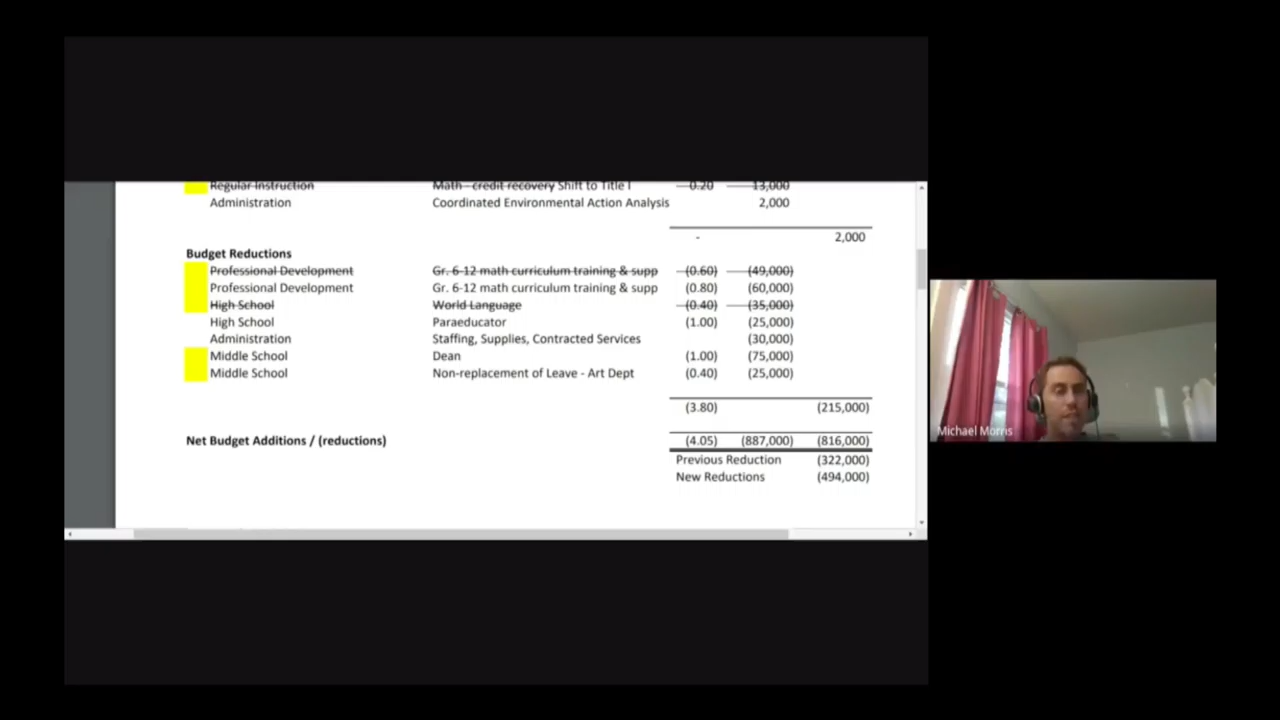 Regular Instruction Math - credit recovery Shift to Title I 0.20 13,000
Administration Coordinated Environmental Action Analysis 2,000
- 2,000
Budget Reductions
Professional Development Gr. 6-12 math curriculum training & supp (0.60) (49,000)
Professional Development Gr. 6-12 math curriculum training & supp (0.80) (60,000)
High School World Language (0.40) (35,000)
High School Paraeducator (1.00) (25,000)
Administration Staffing, Supplies, Contracted Services (30,000)
Middle School Dean (1.00) (75,000)
Middle School Non-replacement of Leave - Art Dept (0.40) (25,000)
(3.80) (215,000)
Net Budget Additions / (reductions) (4.05) (887,000) (816,000)
Previous Reduction (322,000)
New Reductions (494,000)
Michael Morris